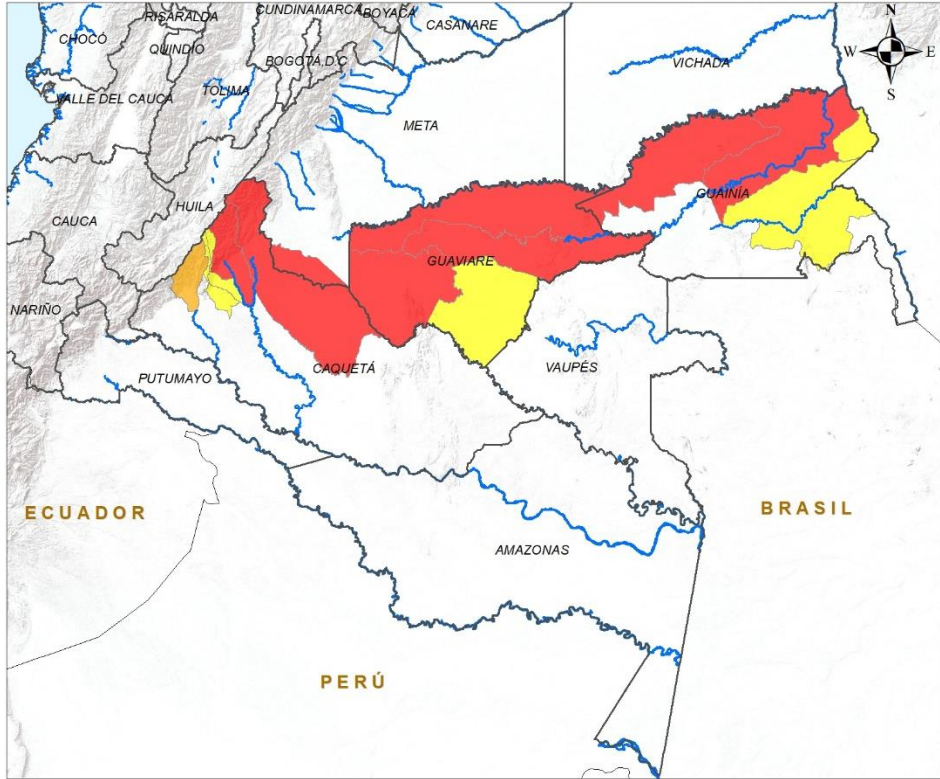 RISARALDA
CUNDINAMARCA
BOYACÁ
CASANARE
N
CHOCÓ
QUINDÍO
BOGOTÁ, D.C
W E
VICHADA
S
VALLE DEL CAUCA
TOLIMA
META
CAUCA
HUILA
GUAINÍA
GUAVIARE
NARIÑO
PUTUMAYO
CAQUETÁ
VAUPÉS
ECUADOR
BRASIL
AMAZONAS
PERÚ